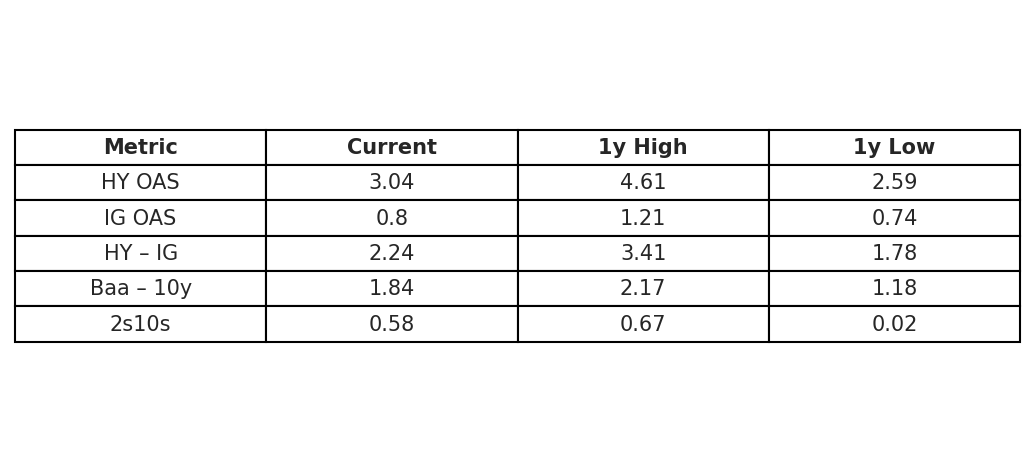 Metric Current 1y High 1y Low
HY OAS 3.04 4.61 2.59
IG OAS 0.8 1.21 0.74
HY – IG 2.24 3.41 1.78
Baa – 10y 1.84 2.17 1.18
2s10s 0.58 0.67 0.02